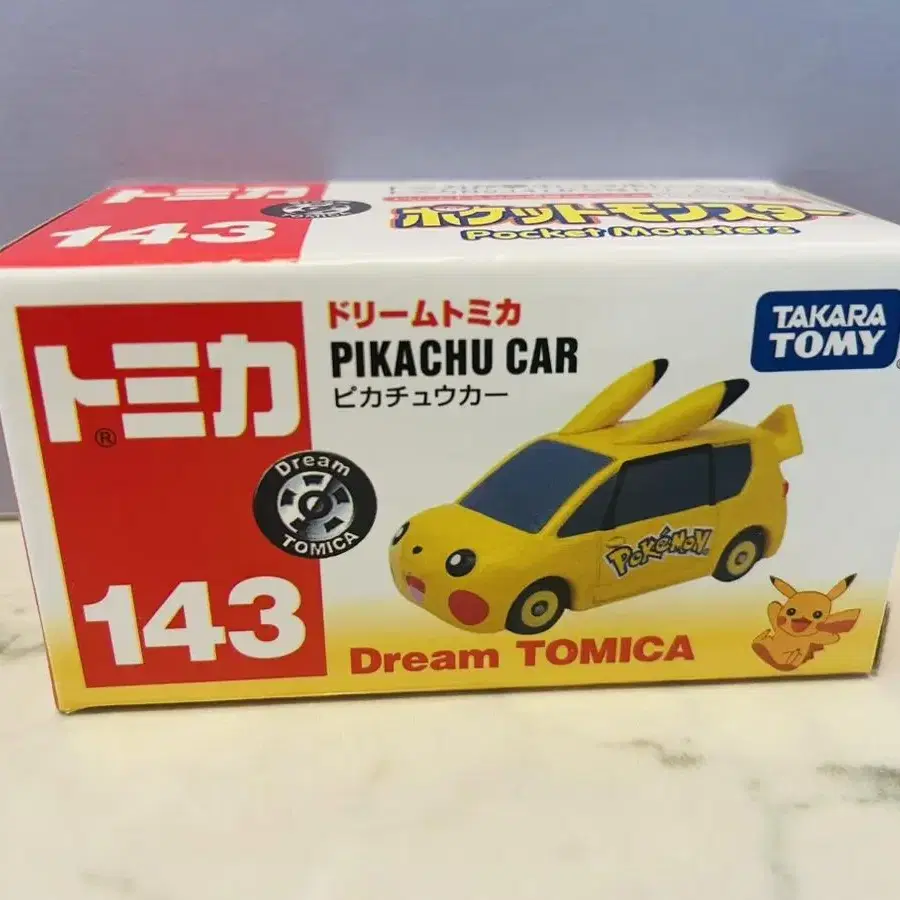 トミカ
143
ポケットモンスター
Pocket Monsters
トミカ®
Dream
TOMICA
143
ドリームトミカ
PIKACHU CAR
ピカチュウカー
TAKARA
TOMY
POKéMON
Dream TOMICA